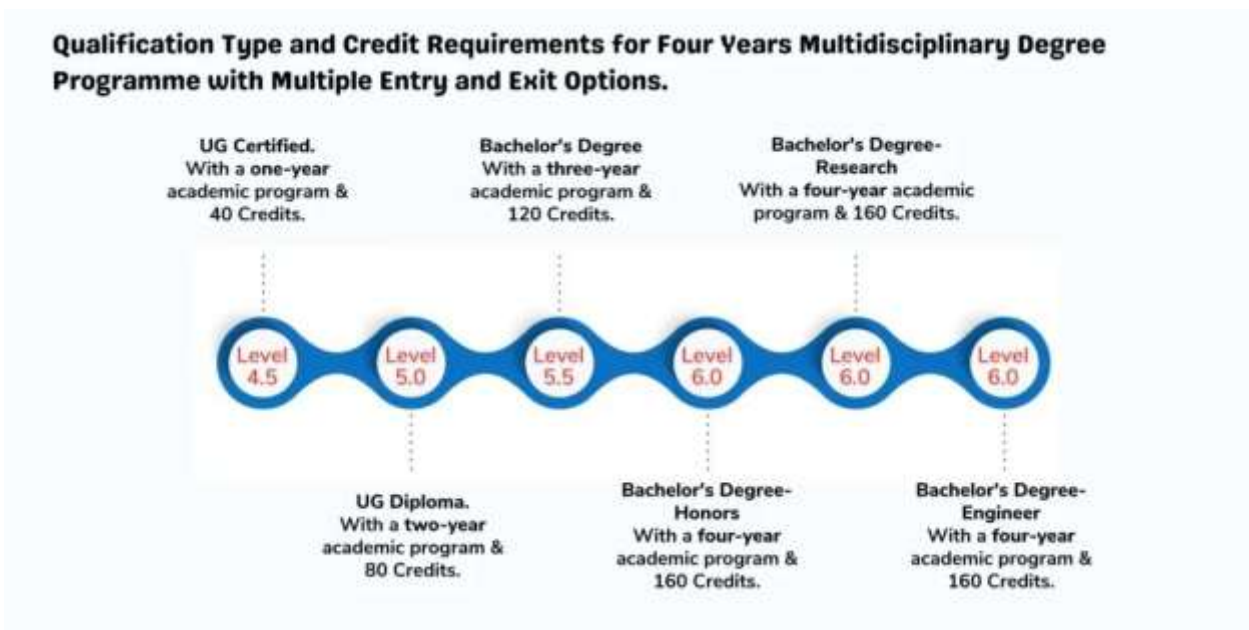 Qualification Type and Credit Requirements for Four Years Multidisciplinary Degree
Programme with Multiple Entry and Exit Options.
UG Certified.
With a one-year
academic program &
40 Credits.
Bachelor's Degree
With a three-year
academic program &
120 Credits.
Bachelor's Degree-
Research
With a four-year academic
program & 160 Credits.
Level
4.5
Level
5.0
Level
5.5
Level
6.0
Level
6.0
Level
6.0
UG Diploma.
With a two-year
academic program &
80 Credits.
Bachelor's Degree-
Honors
With a four-year
academic program &
160 Credits.
Bachelor's Degree-
Engineer
With a four-year
academic program &
160 Credits.